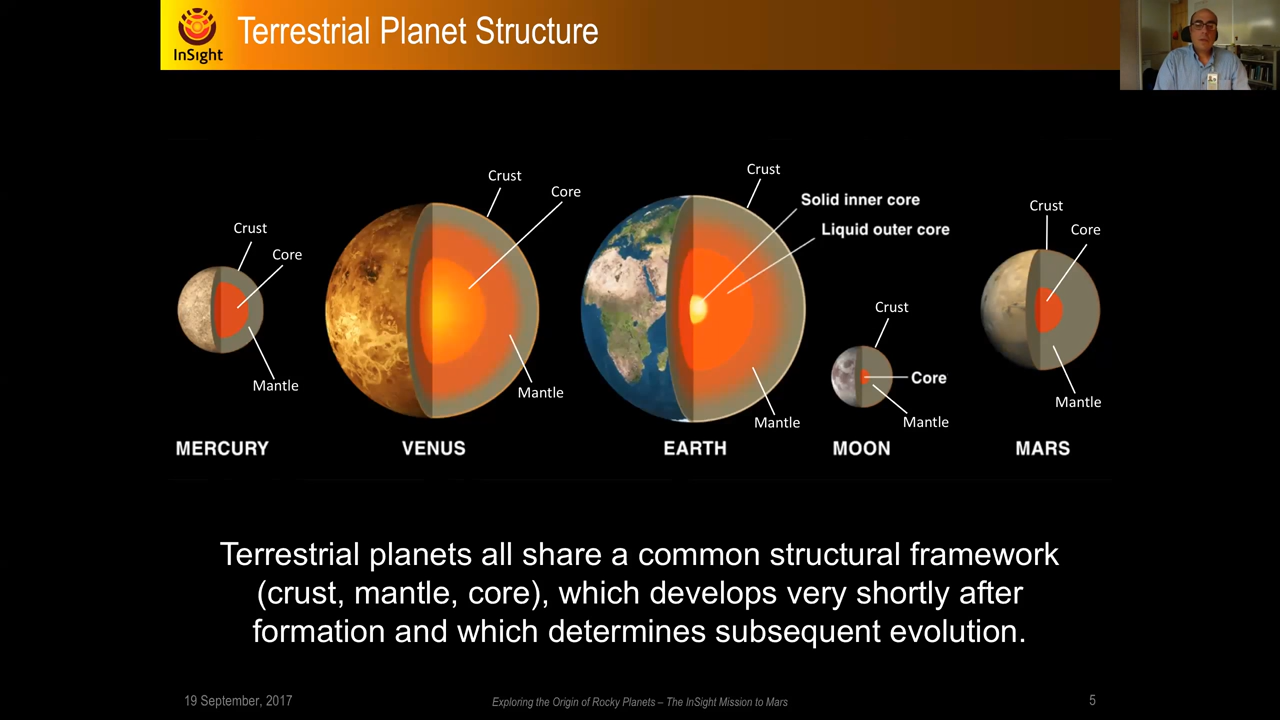 InSight
Terrestrial Planet Structure
Crust
Core
Mantle
MERCURY
Crust
Core
Mantle
VENUS
Crust
Solid inner core
Liquid outer core
Mantle
EARTH
Crust
Core
Mantle
MOON
Crust
Core
Mantle
MARS
Terrestrial planets all share a common structural framework
(crust, mantle, core), which develops very shortly after
formation and which determines subsequent evolution.
19 September, 2017
Exploring the Origin of Rocky Planets – The InSight Mission to Mars
5